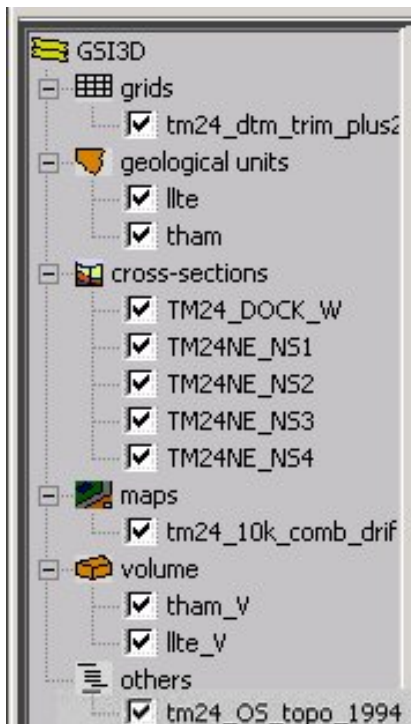 GSI3D
grids
tm24_dtm_trim_plus2
geological units
llte
tham
cross-sections
TM24_DOCK_W
TM24NE_NS1
TM24NE_NS2
TM24NE_NS3
TM24NE_NS4
maps
tm24_10k_comb_drif
volume
tham_V
llte_V
others
tm24_OS_topo_1994